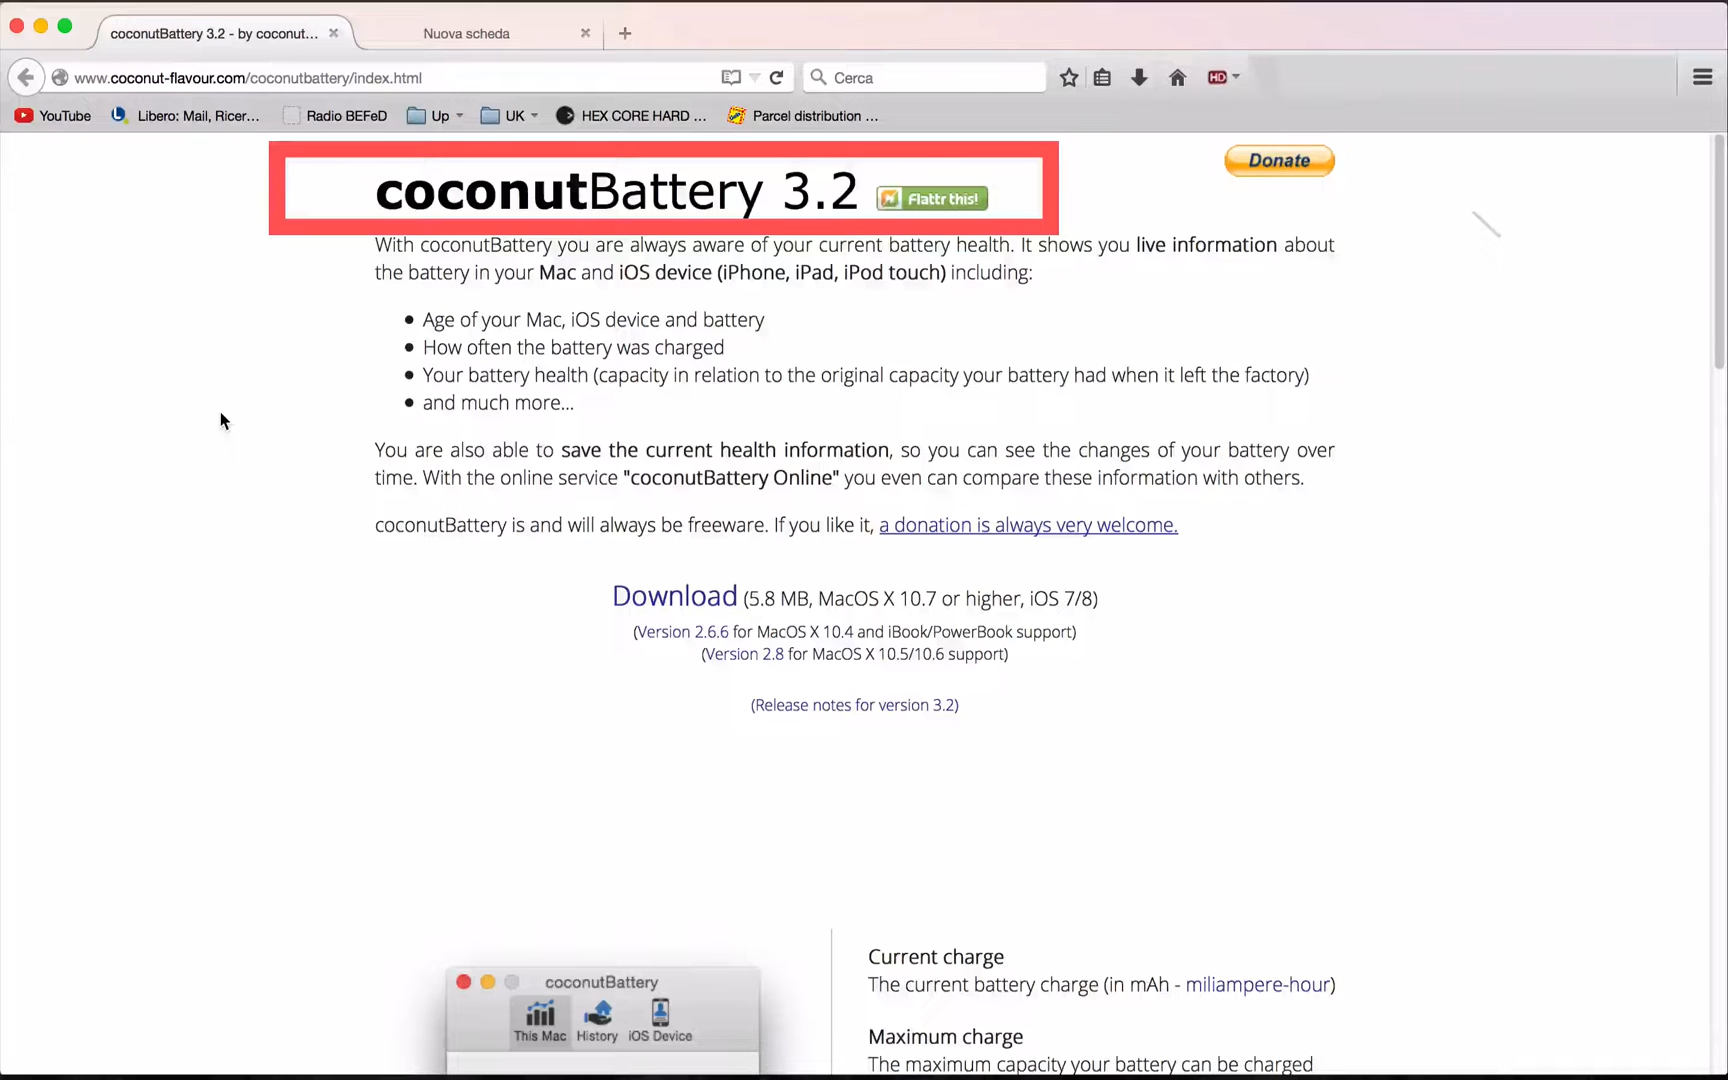 coconutBattery 3.2 - by coconut...
Nuova scheda
www.coconut-flavour.com/coconutbattery/index.html
Cerca
HD
YouTube
Libero: Mail, Ricer...
Radio BEFeD
Up
UK
HEX CORE HARD ...
Parcel distribution ...
coconutBattery 3.2
Flattr this!
Donate
With coconutBattery you are always aware of your current battery health. It shows you live information about
the battery in your Mac and iOS device (iPhone, iPad, iPod touch) including:
Age of your Mac, iOS device and battery
How often the battery was charged
Your battery health (capacity in relation to the original capacity your battery had when it left the factory)
and much more...
You are also able to save the current health information, so you can see the changes of your battery over
time. With the online service "coconutBattery Online" you even can compare these information with others.
coconutBattery is and will always be freeware. If you like it, a donation is always very welcome.
Download (5.8 MB, MacOS X 10.7 or higher, iOS 7/8)
(Version 2.6.6 for MacOS X 10.4 and iBook/PowerBook support)
(Version 2.8 for MacOS X 10.5/10.6 support)
(Release notes for version 3.2)
coconutBattery
This Mac
History
iOS Device
Current charge
The current battery charge (in mAh - miliampere-hour)
Maximum charge
The maximum capacity your battery can be charged